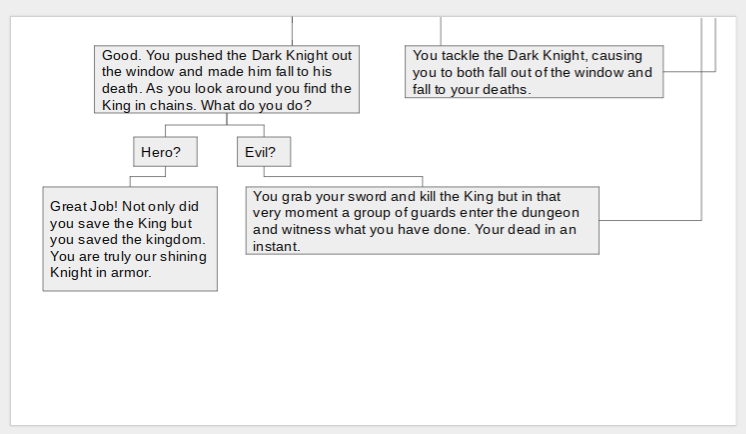 Good. You pushed the Dark Knight out
the window and made him fall to his
death. As you look around you find the
King in chains. What do you do?
You tackle the Dark Knight, causing
you to both fall out of the window and
fall to your deaths.
Hero?
Evil?
Great Job! Not only did
you save the King but
you saved the kingdom.
You are truly our shining
Knight in armor.
You grab your sword and kill the King but in that
very moment a group of guards enter the dungeon
and witness what you have done. Your dead in an
instant.